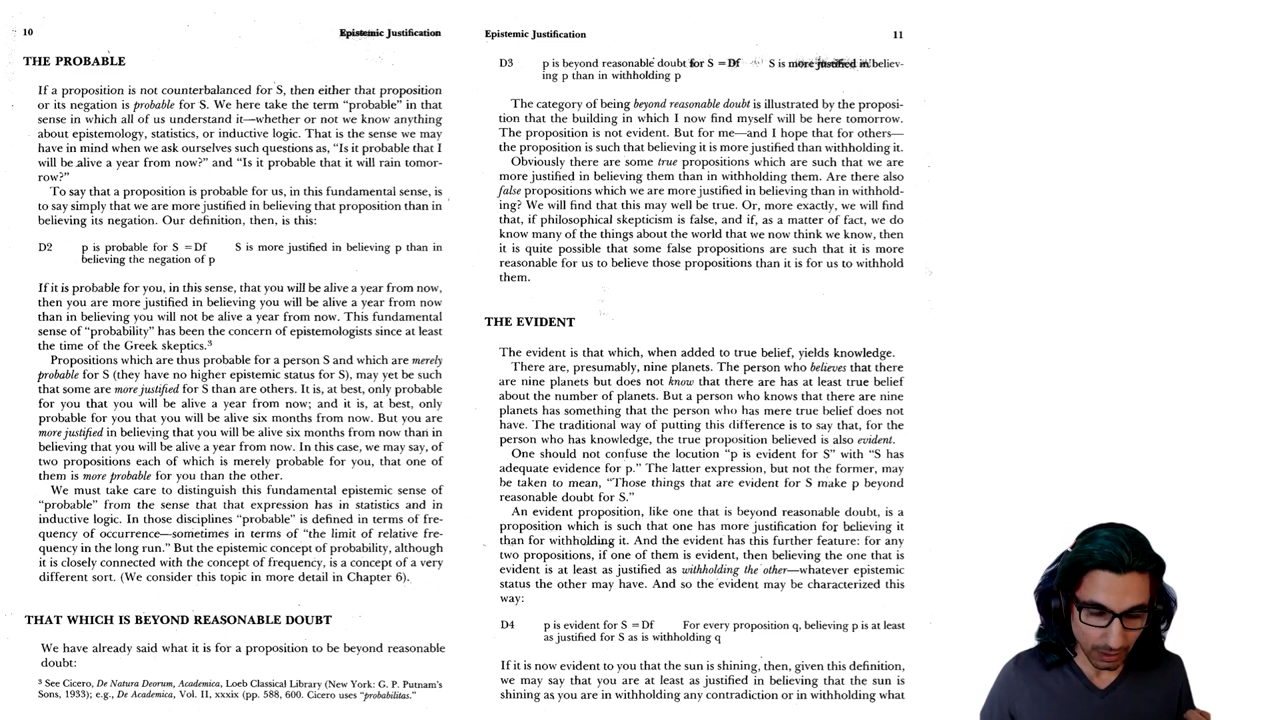 10 Epistemic Justification
THE PROBABLE
If a proposition is not counterbalanced for S, then either that proposition
or its negation is probable for S. We here take the term “probable” in that
sense in which all of us understand it—whether or not we know anything
about epistemology, statistics, or inductive logic. That is the sense we may
have in mind when we ask ourselves such questions as, “Is it probable that I
will be alive a year from now?” and “Is it probable that it will rain tomor-
row?”
To say that a proposition is probable for us, in this fundamental sense, is
to say simply that we are more justified in believing that proposition than in
believing its negation. Our definition, then, is this:
D2 p is probable for S =Df S is more justified in believing p than in
believing the negation of p
If it is probable for you, in this sense, that you will be alive a year from now,
then you are more justified in believing you will be alive a year from now
than in believing you will not be alive a year from now. This fundamental
sense of “probability” has been the concern of epistemologists since at least
the time of the Greek skeptics.³
Propositions which are thus probable for a person S and which are merely
probable for S (they have no higher epistemic status for S), may yet be such
that some are more justified for S than are others. It is, at best, only probable
for you that you will be alive a year from now; and it is, at best, only
probable for you that you will be alive six months from now. But you are
more justified in believing that you will be alive six months from now than in
believing that you will be alive a year from now. In this case, we may say, of
two propositions each of which is merely probable for you, that one of
them is more probable for you than the other.
We must take care to distinguish this fundamental epistemic sense of
“probable” from the sense that that expression has in statistics and in
inductive logic. In those disciplines “probable” is defined in terms of fre-
quency of occurrence—sometimes in terms of “the limit of relative fre-
quency in the long run.” But the epistemic concept of probability, although
it is closely connected with the concept of frequency, is a concept of a very
different sort. (We consider this topic in more detail in Chapter 6).
THAT WHICH IS BEYOND REASONABLE DOUBT
We have already said what it is for a proposition to be beyond reasonable
doubt:
³ See Cicero, De Natura Deorum, Academica, Loeb Classical Library (New York: G. P. Putnam's
Sons, 1933); e.g., De Academica, Vol. II, xxxix (pp. 588, 600. Cicero uses “probabilitas.”
Epistemic Justification 11
D3 p is beyond reasonable doubt for S =Df S is more justified in believ-
ing p than in withholding p
The category of being beyond reasonable doubt is illustrated by the proposi-
tion that the building in which I now find myself will be here tomorrow.
The proposition is not evident. But for me—and I hope that for others—
the proposition is such that believing it is more justified than withholding it.
Obviously there are some true propositions which are such that we are
more justified in believing them than in withholding them. Are there also
false propositions which we are more justified in believing than in withhold-
ing? We will find that this may well be true. Or, more exactly, we will find
that, if philosophical skepticism is false, and if, as a matter of fact, we do
know many of the things about the world that we now think we know, then
it is quite possible that some false propositions are such that it is more
reasonable for us to believe those propositions than it is for us to withhold
them.
THE EVIDENT
The evident is that which, when added to true belief, yields knowledge.
There are, presumably, nine planets. The person who believes that there
are nine planets but does not know that there are has at least true belief
about the number of planets. But a person who knows that there are nine
planets has something that the person who has mere true belief does not
have. The traditional way of putting this difference is to say that, for the
person who has knowledge, the true proposition believed is also evident.
One should not confuse the locution “p is evident for S” with “S has
adequate evidence for p.” The latter expression, but not the former, may
be taken to mean, “Those things that are evident for S make p beyond
reasonable doubt for S.”
An evident proposition, like one that is beyond reasonable doubt, is a
proposition which is such that one has more justification for believing it
than for withholding it. And the evident has this further feature: for any
two propositions, if one of them is evident, then believing the one that is
evident is at least as justified as withholding the other—whatever epistemic
status the other may have. And so the evident may be characterized this
way:
D4 p is evident for S =Df For every proposition q, believing p is at least
as justified for S as is withholding q
If it is now evident to you that the sun is shining, then, given this definition,
we may say that you are at least as justified in believing that the sun is
shining as you are in withholding any contradiction or in withholding what